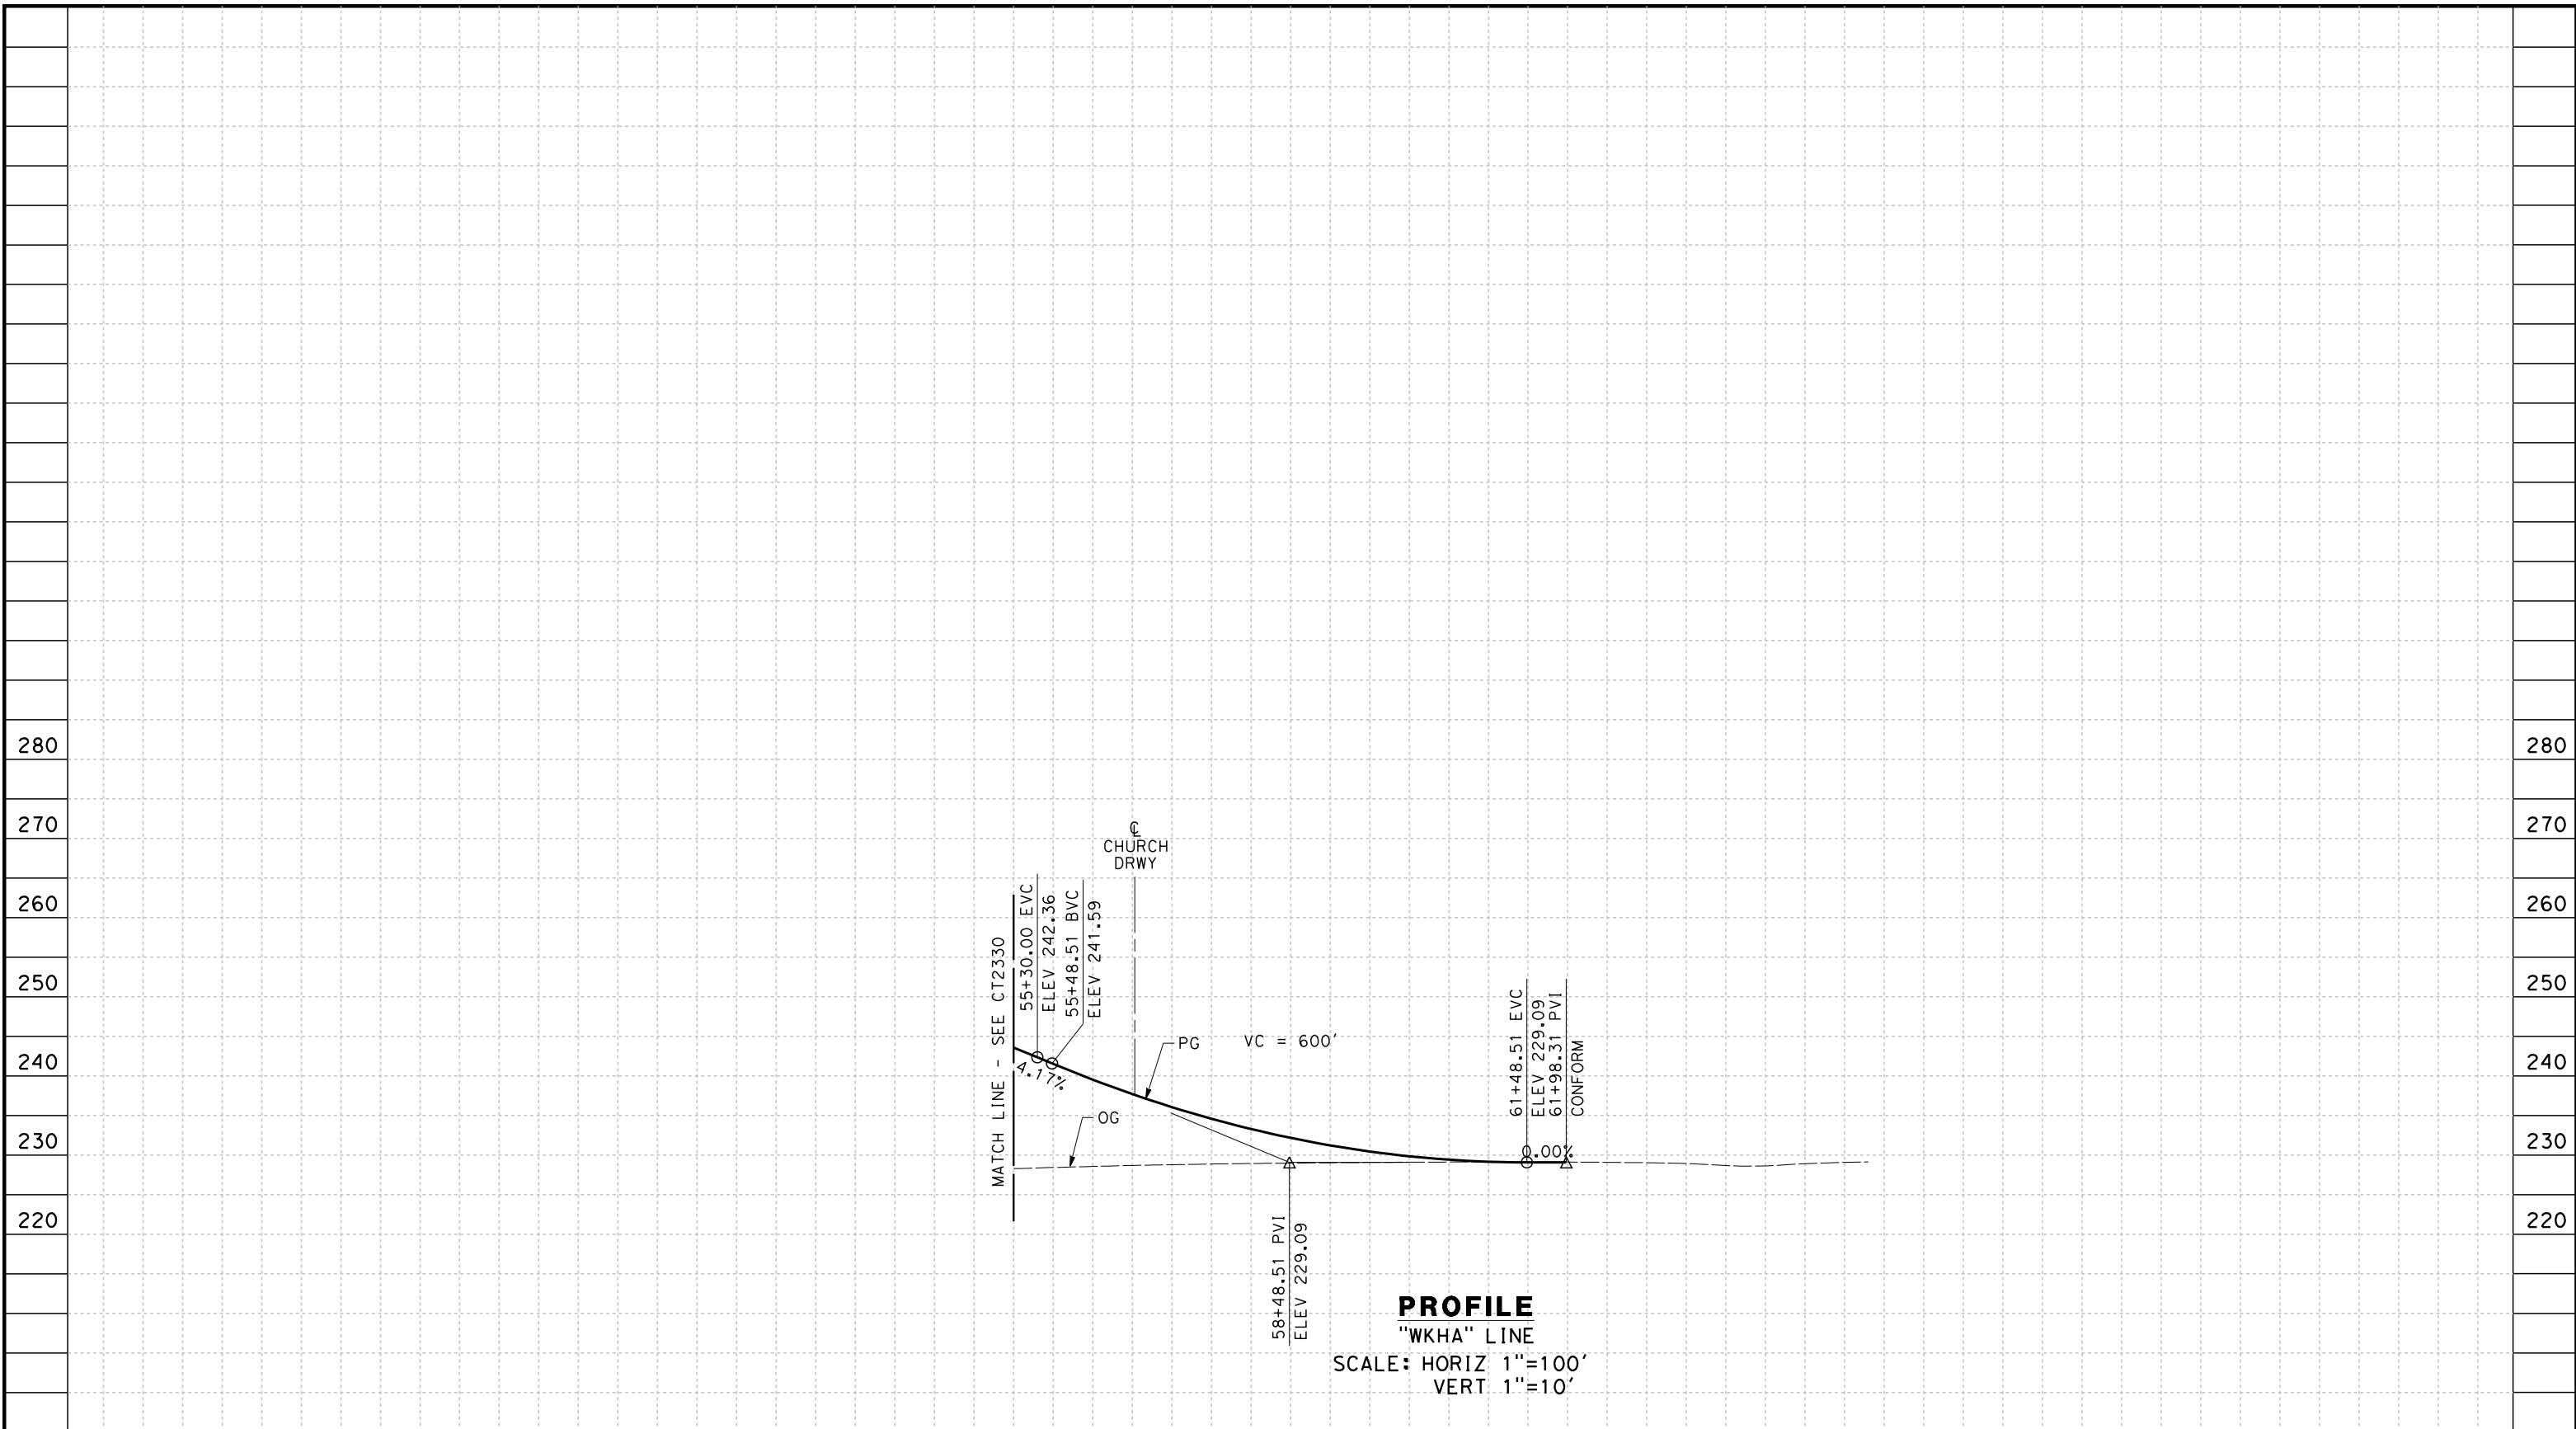 280
280
270
270
℄
CHURCH
DRWY
260
260
250
250
240
240
230
230
220
220
MATCH LINE - SEE CT2330
55+30.00 EVC
ELEV 242.36
55+48.51 BVC
ELEV 241.59
4.17%
OG
PG
VC = 600'
58+48.51 PVI
ELEV 229.09
61+48.51 EVC
ELEV 229.09
61+98.31 PVI
CONFORM
0.00%
PROFILE
"WKHA" LINE
SCALE: HORIZ 1"=100'
VERT 1"=10'